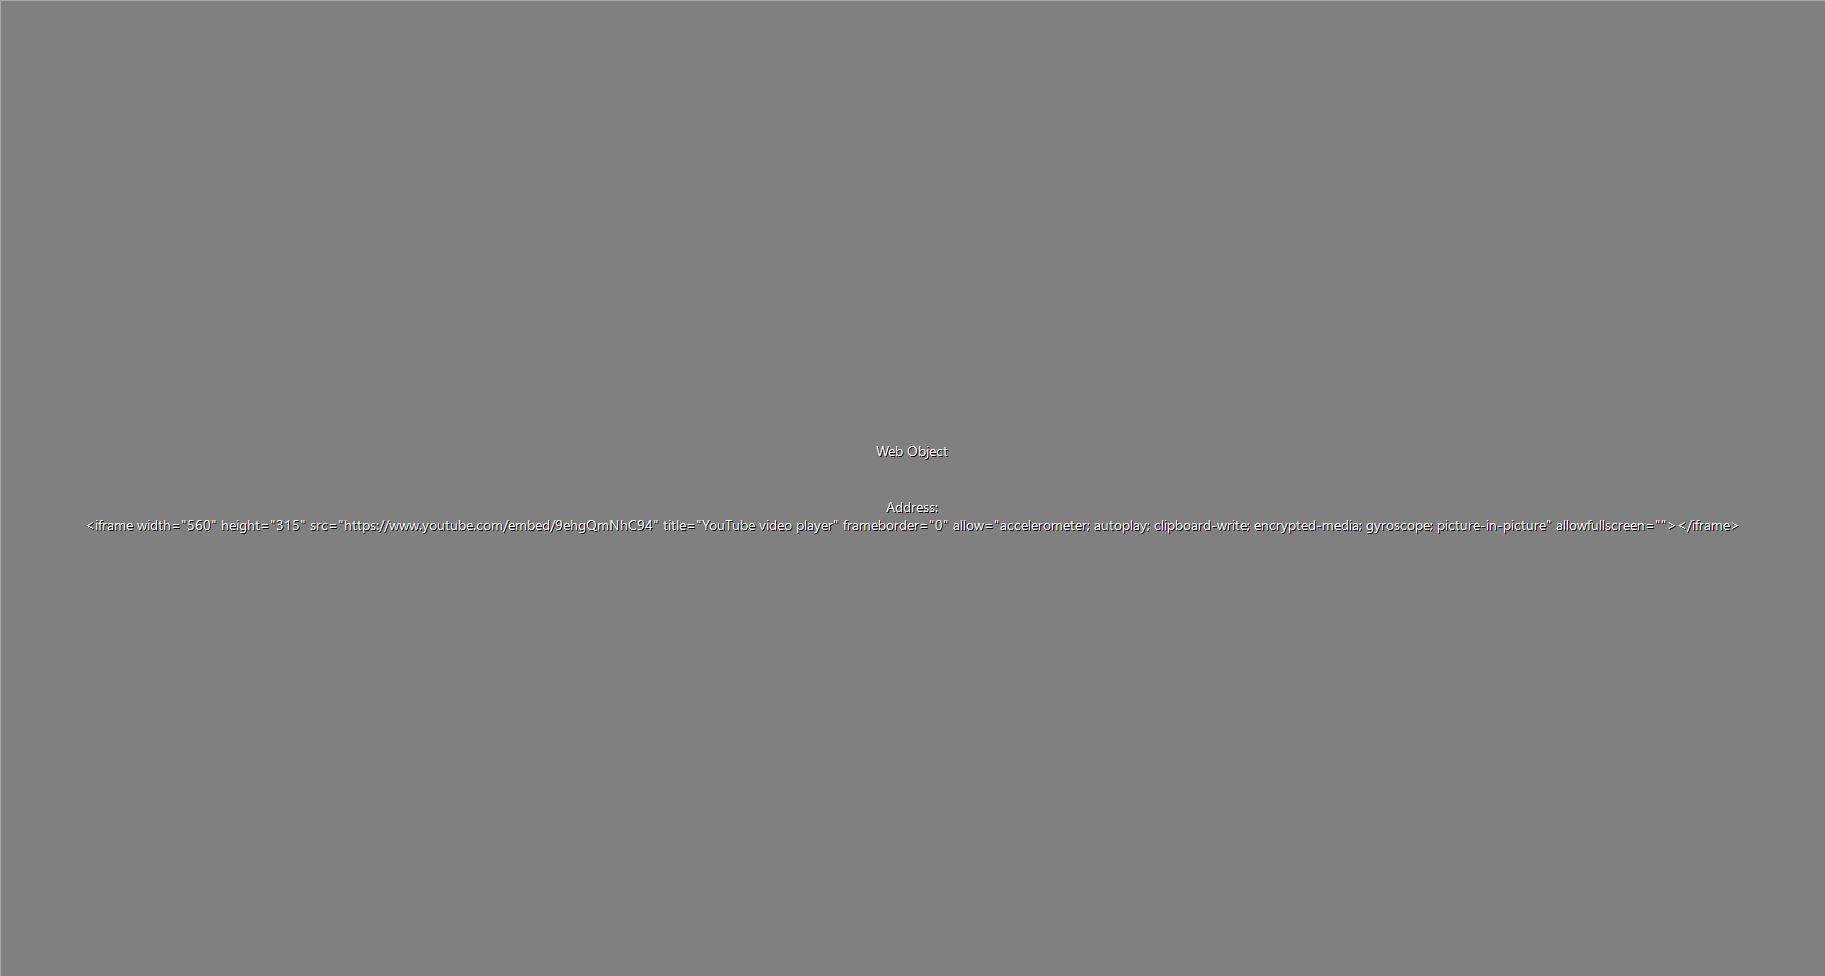 Web Object
Address:
<iframe width="560" height="315" src="https://www.youtube.com/embed/9ehgQmNhC94" title="YouTube video player" frameborder="0" allow="accelerometer; autoplay; clipboard-write; encrypted-media; gyroscope; picture-in-picture" allowfullscreen=""></iframe>